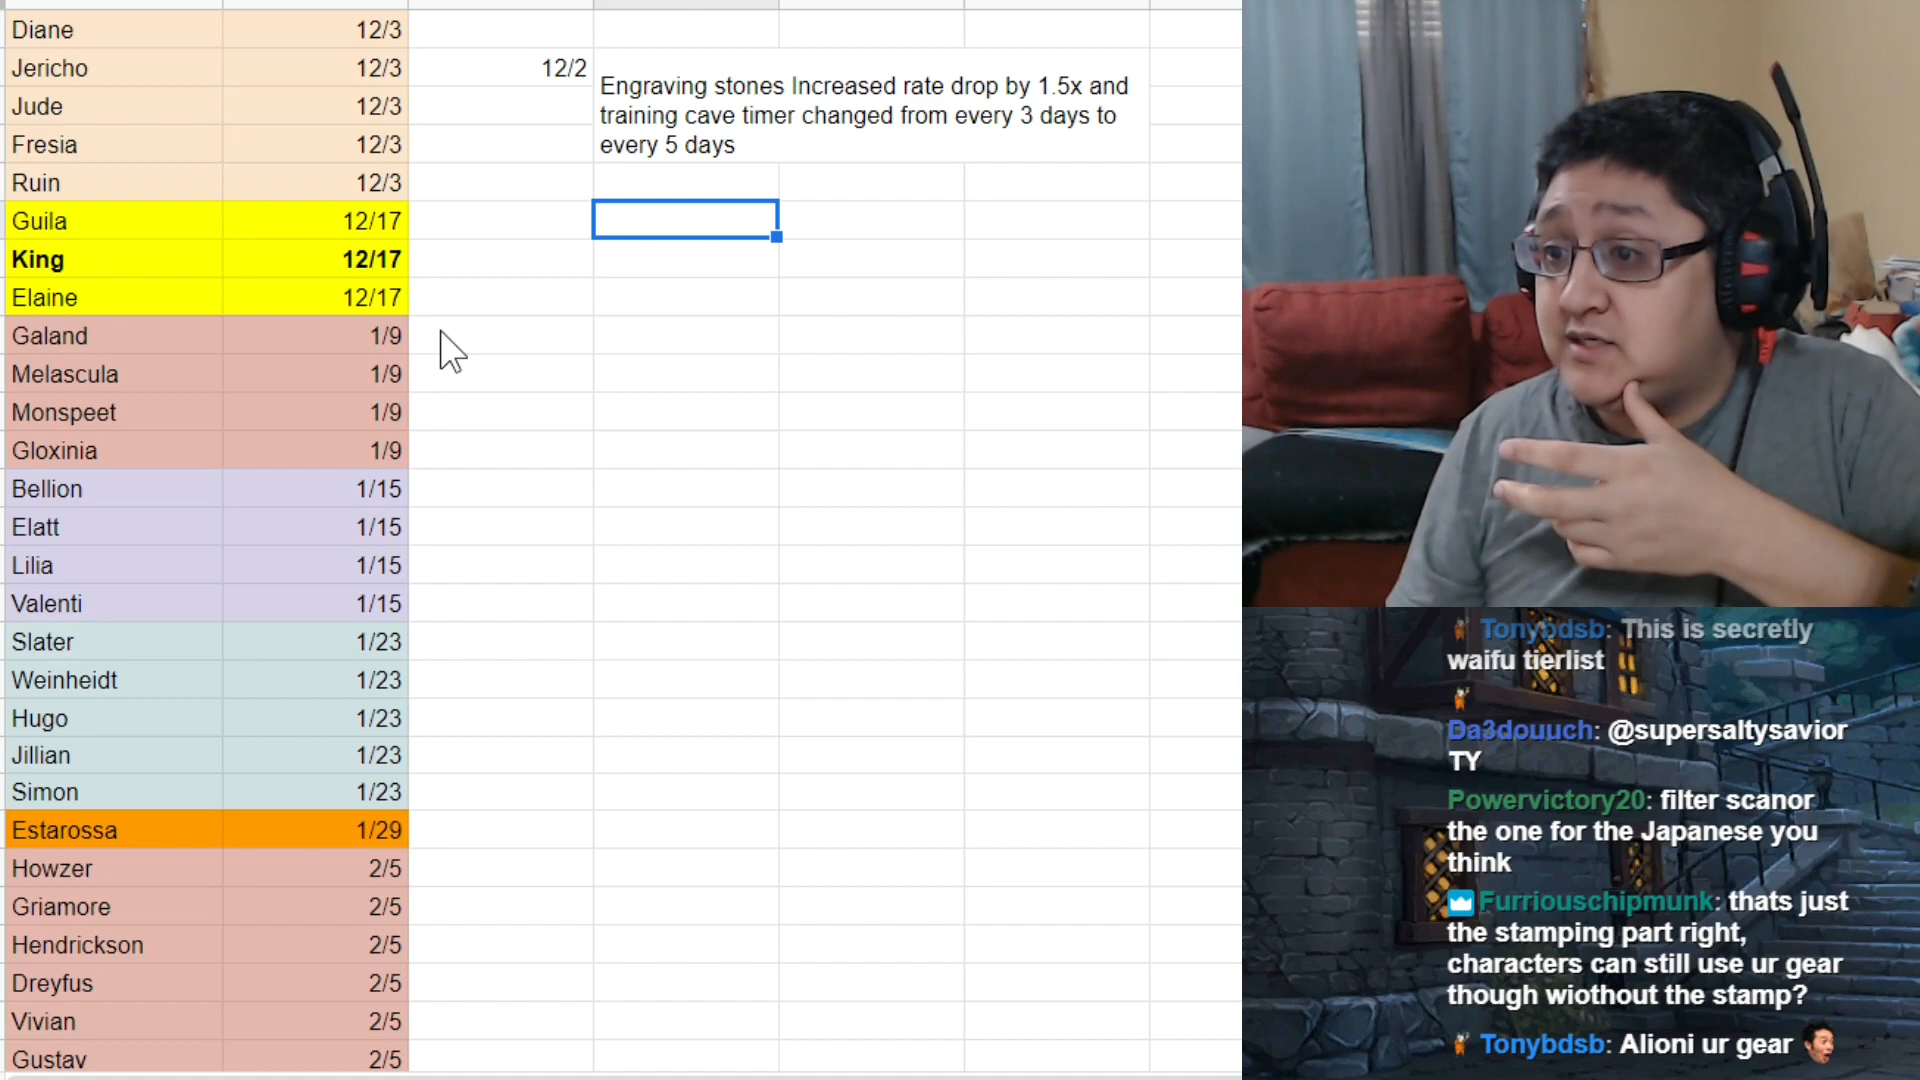 Diane 12/3
Jericho 12/3 12/2
Engraving stones Increased rate drop by 1.5x and
training cave timer changed from every 3 days to
every 5 days
Jude 12/3
Fresia 12/3
Ruin 12/3
Guila 12/17
King 12/17
Elaine 12/17
Galand 1/9
Melascula 1/9
Monspeet 1/9
Gloxinia 1/9
Bellion 1/15
Elatt 1/15
Lilia 1/15
Valenti 1/15
Slater 1/23
Weinheidt 1/23
Hugo 1/23
Jillian 1/23
Simon 1/23
Estarossa 1/29
Howzer 2/5
Griamore 2/5
Hendrickson 2/5
Dreyfus 2/5
Vivian 2/5
Gustav 2/5
Tonybdsb: This is secretly
waifu tierlist
Da3douuch: @supersaltysavior
TY
Powervictory20: filter scanor
the one for the Japanese you
think
Furriouschipmunk: thats just
the stamping part right,
characters can still use ur gear
though wiothout the stamp?
Tonybdsb: Alioni ur gear